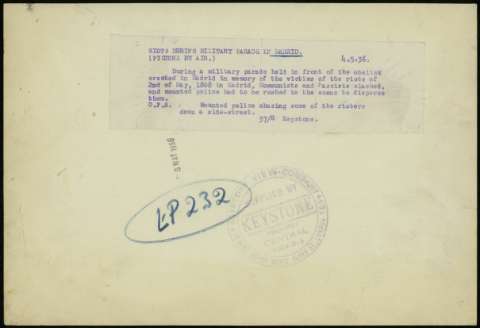 RIOTS DURING MILITARY PARADE IN MADRID.
(PICTURE BY AIR.) 4.5.36.
During a military parade held in front of the obelisk
erected in Madrid in memory of the victims of the riots of
2nd of May, 1808 in Madrid, Communists and Fascists clashed,
and mounted police had to be rushed to the scene to disperse
them.
O.P.S. Mounted police chasing some of the rioters
down a side-street.
Keystone.
LP 232
KEYSTONE